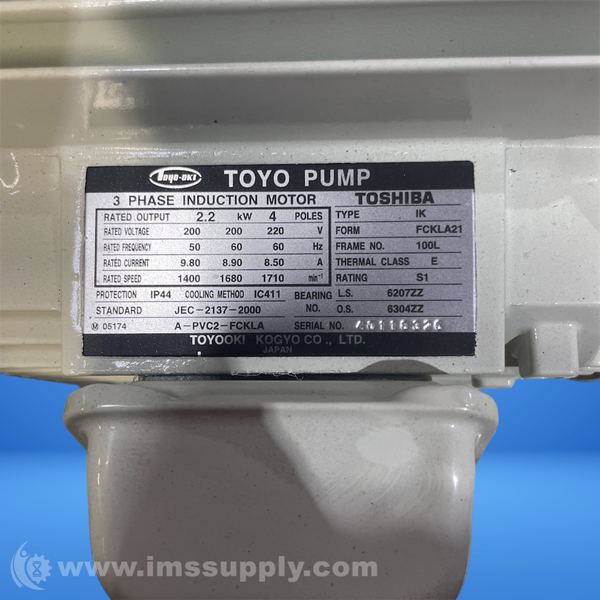 TOYO-OKI TOYO PUMP
3 PHASE INDUCTION MOTOR TOSHIBA
RATED OUTPUT 2.2 kW 4 POLES TYPE IK
RATED VOLTAGE 200 200 220 V FORM FCKLA21
RATED FREQUENCY 50 60 60 Hz FRAME NO. 100L
RATED CURRENT 9.80 8.90 8.50 A THERMAL CLASS E
RATED SPEED 1400 1680 1710 min⁻¹ RATING S1
PROTECTION IP44 COOLING METHOD IC411 BEARING L.S. 6207ZZ
STANDARD JEC-2137-2000 NO. O.S. 6304ZZ
Ⓜ 05174 A-PVC2-FCKLA SERIAL NO.
TOYOOKI KOGYO CO., LTD.
JAPAN
www.imssupply.com